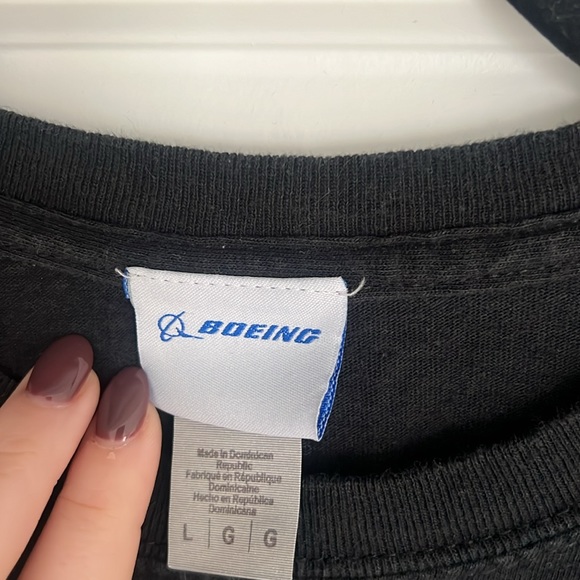 BOEING
Made in Dominican
Republic
Fabriqué en République
Dominicaine
Hecho en República
Dominicana
L | G | G